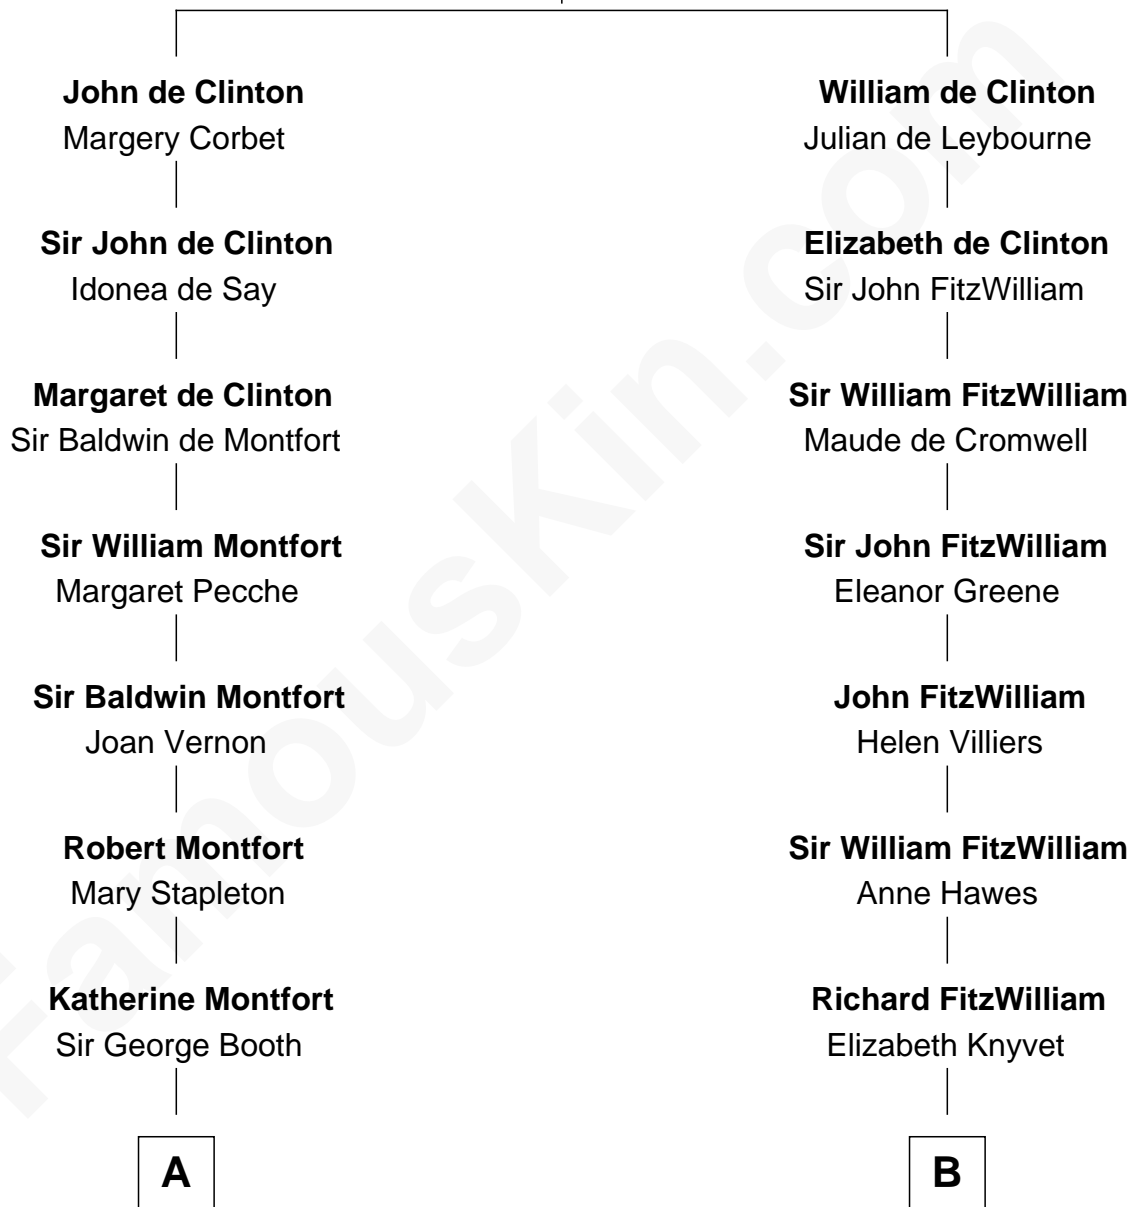 John de Clinton
Margery Corbet
Sir John de Clinton
Idonea de Say
Margaret de Clinton
Sir Baldwin de Montfort
Sir William Montfort
Margaret Pecche
Sir Baldwin Montfort
Joan Vernon
Robert Montfort
Mary Stapleton
Katherine Montfort
Sir George Booth
A
William de Clinton
Julian de Leybourne
Elizabeth de Clinton
Sir John FitzWilliam
Sir William FitzWilliam
Maude de Cromwell
Sir John FitzWilliam
Eleanor Greene
John FitzWilliam
Helen Villiers
Sir William FitzWilliam
Anne Hawes
Richard FitzWilliam
Elizabeth Knyvet
B
FamousKin.com